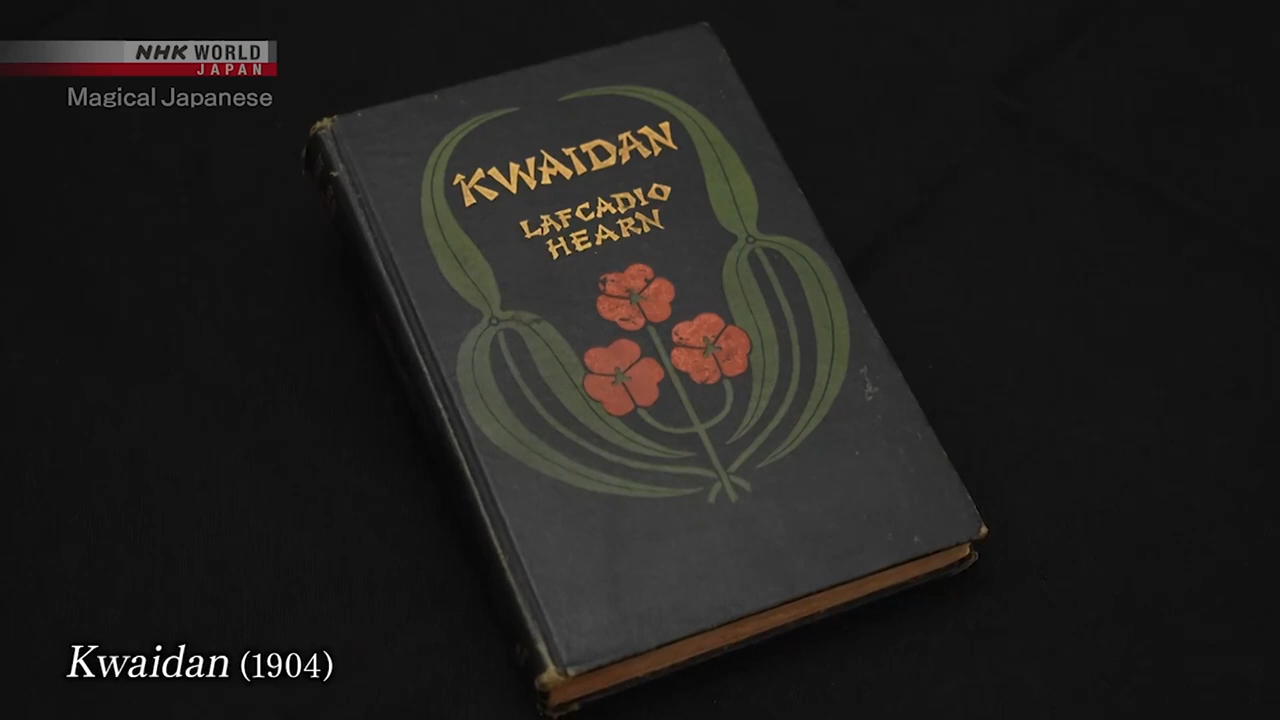 NHK WORLD
JAPAN
Magical Japanese
KWAIDAN
LAFCADIO
HEARN
Kwaidan (1904)